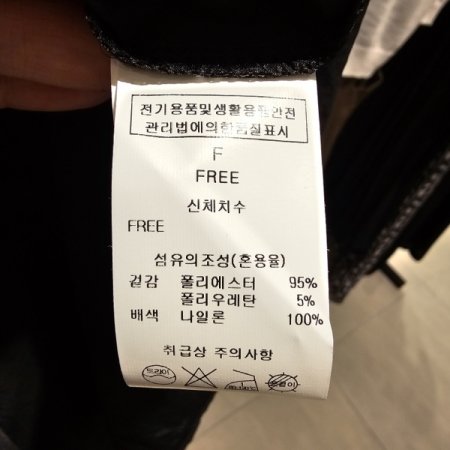 전기용품및생활용품안전
관리법에의한품질표시
F
FREE
신체치수
FREE
섬유의조성(혼용율)
겉감 폴리에스터 95%
폴리우레탄 5%
배색 나일론 100%
취급상 주의사항
드라이